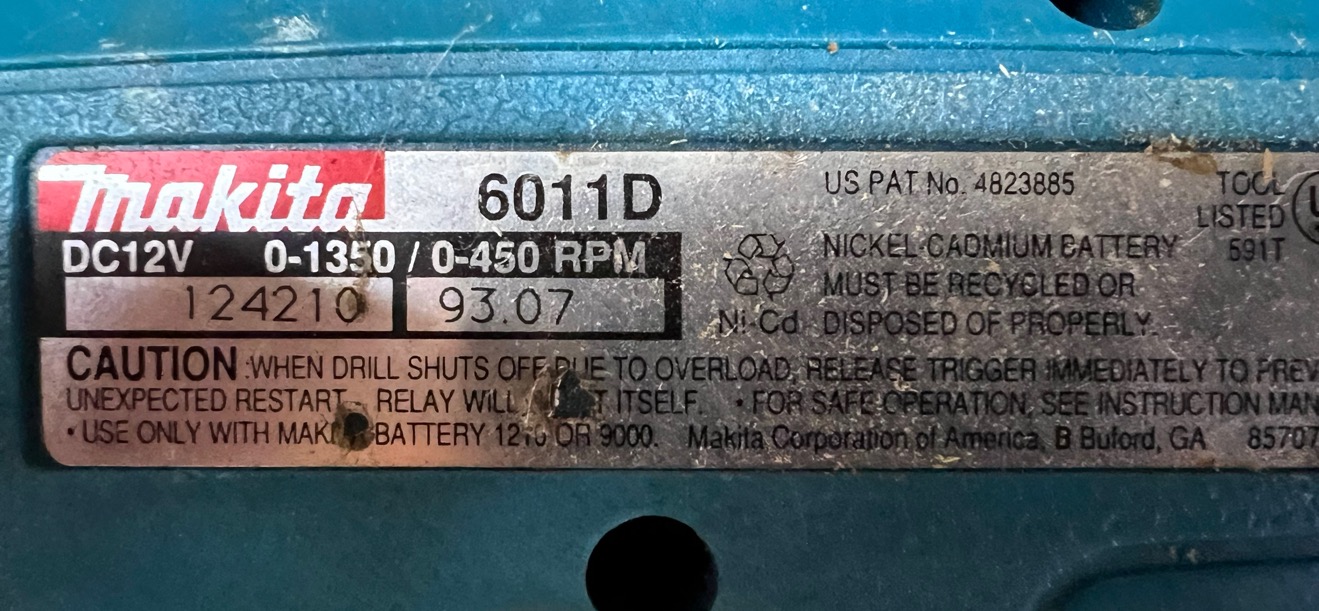 makita 6011D
DC12V 0-1350 / 0-450 RPM
124210 93.07
US PAT No. 4823885
NICKEL-CADMIUM BATTERY
MUST BE RECYCLED OR
Ni-Cd DISPOSED OF PROPERLY.
TOOL
LISTED
591T
CAUTION :WHEN DRILL SHUTS OFF DUE TO OVERLOAD, RELEASE TRIGGER IMMEDIATELY TO PREV
UNEXPECTED RESTART. RELAY WILL ITSELF. • FOR SAFE OPERATION, SEE INSTRUCTION MAN
• USE ONLY WITH BATTERY 1210 OR 9000. Makita Corporation of America, B Buford, GA 85707